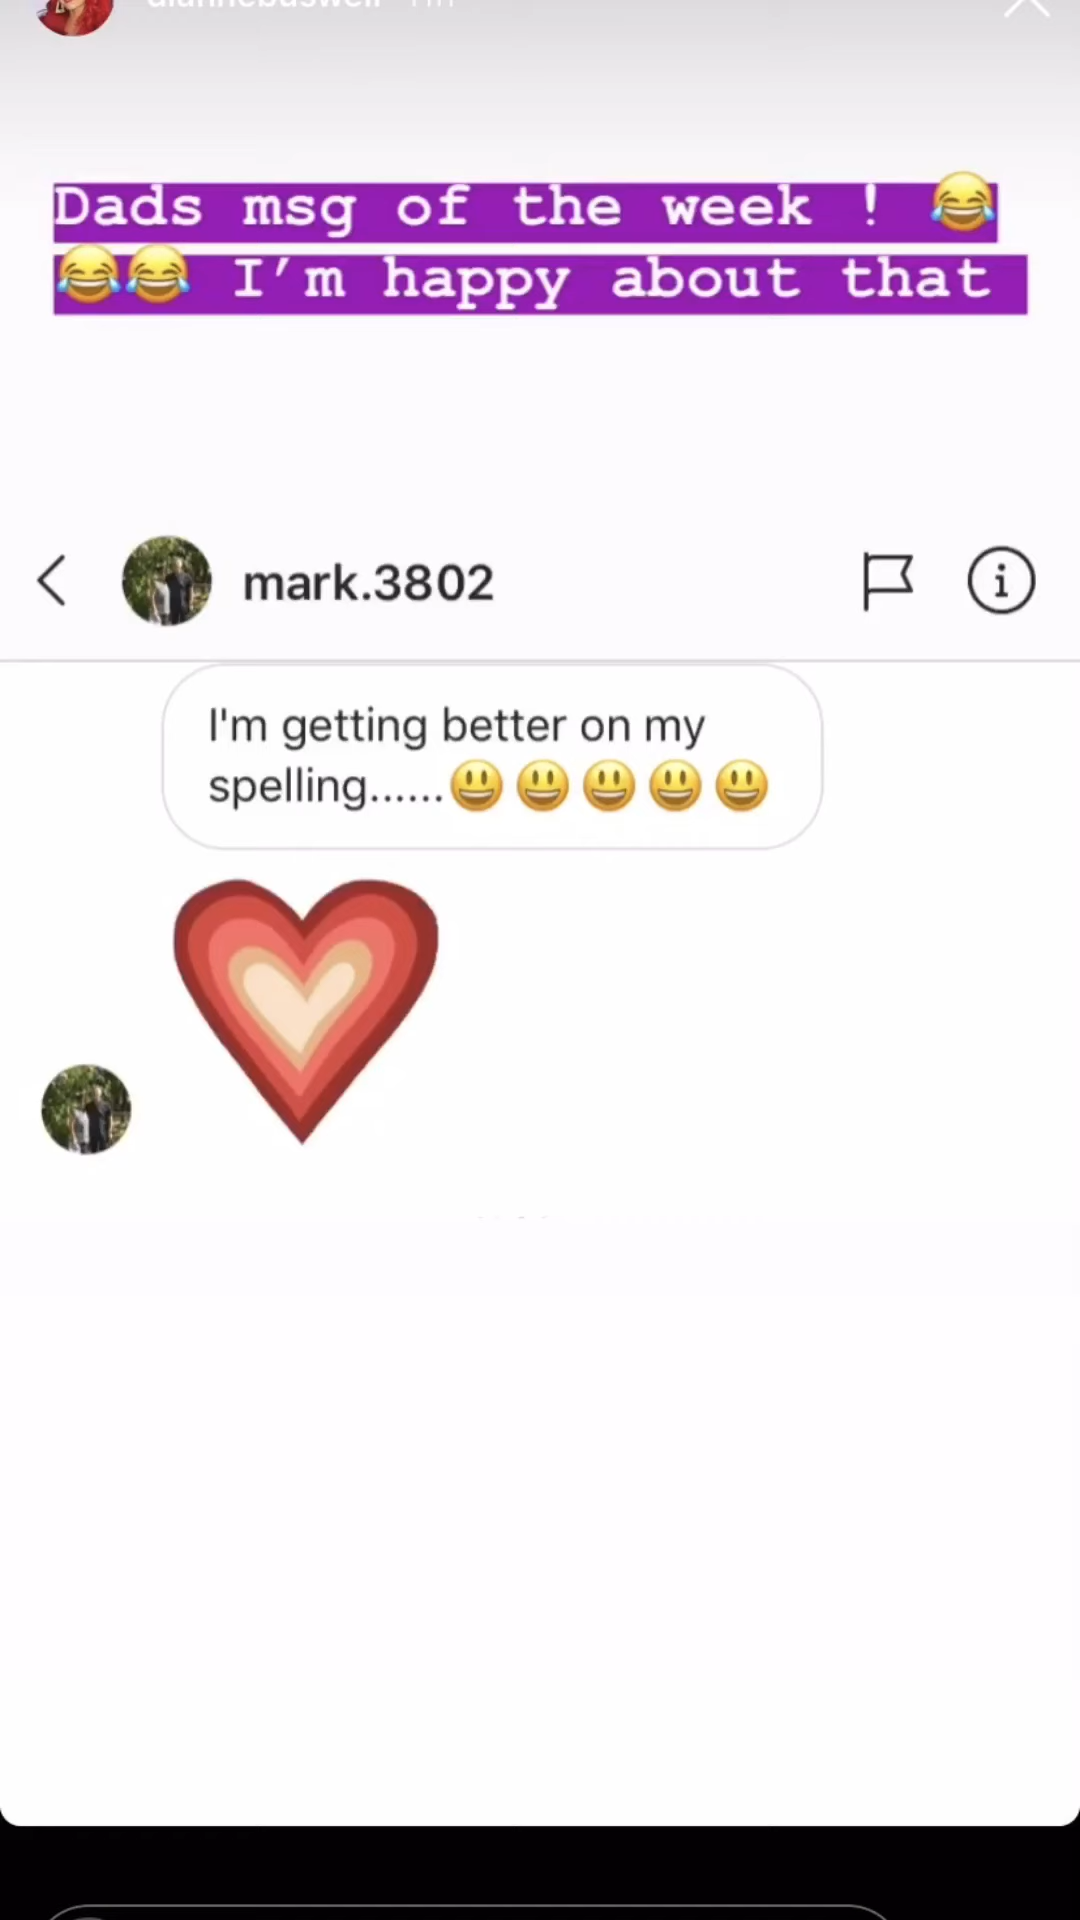 Dads msg of the week ! 😂
😂😂 I'm happy about that
mark.3802
I'm getting better on my
spelling......😃😃😃😃😃